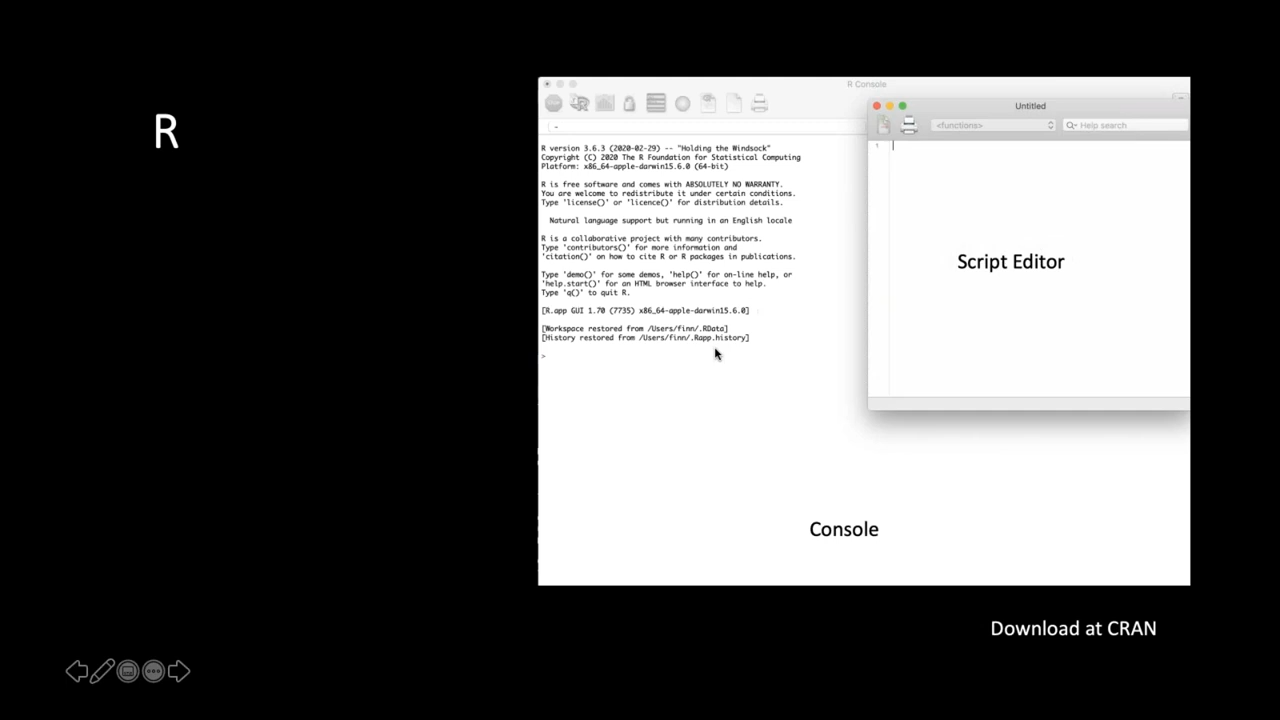 R
R Console
R version 3.6.3 (2020-02-29) -- "Holding the Windsock"
Copyright (C) 2020 The R Foundation for Statistical Computing
Platform: x86_64-apple-darwin15.6.0 (64-bit)
R is free software and comes with ABSOLUTELY NO WARRANTY.
You are welcome to redistribute it under certain conditions.
Type 'license()' or 'licence()' for distribution details.
Natural language support but running in an English locale
R is a collaborative project with many contributors.
Type 'contributors()' for more information and
'citation()' on how to cite R or R packages in publications.
Type 'demo()' for some demos, 'help()' for on-line help, or
'help.start()' for an HTML browser interface to help.
Type 'q()' to quit R.
[R.app GUI 1.70 (7735) x86_64-apple-darwin15.6.0]
[Workspace restored from /Users/finn/.RData]
[History restored from /Users/finn/.Rapp.history]
>
Untitled
<functions>
Help search
1
Script Editor
Console
Download at CRAN